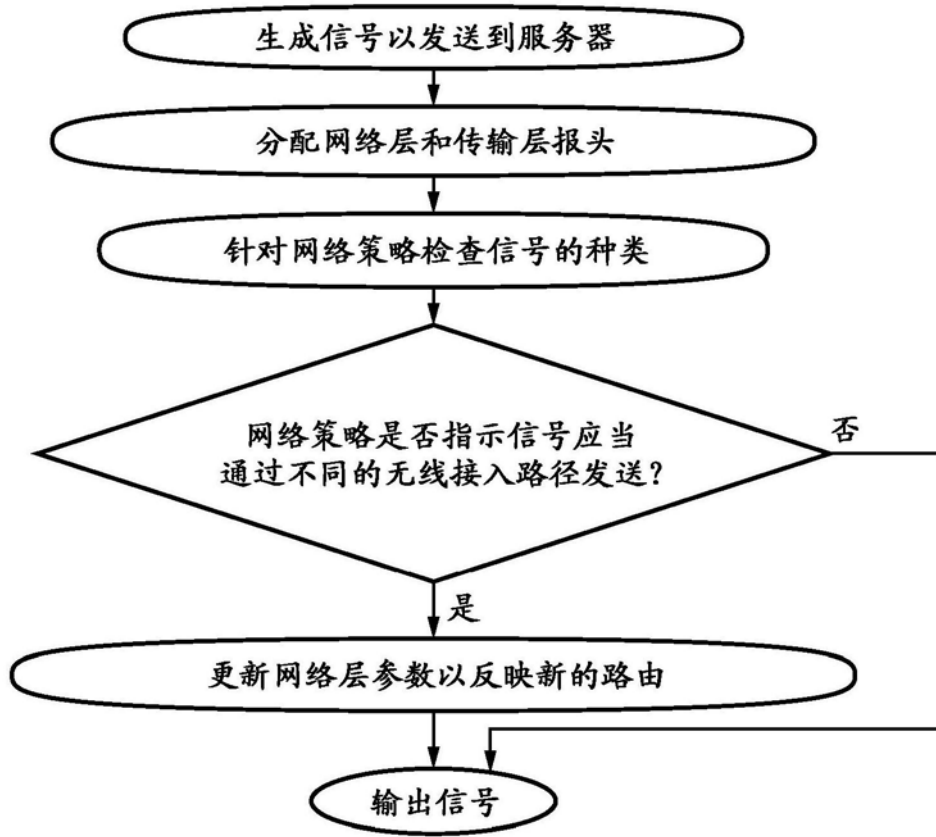 生成信号以发送到服务器
分配网络层和传输层报头
针对网络策略检查信号的种类
网络策略是否指示信号应当
通过不同的无线接入路径发送?
否
是
更新网络层参数以反映新的路由
输出信号